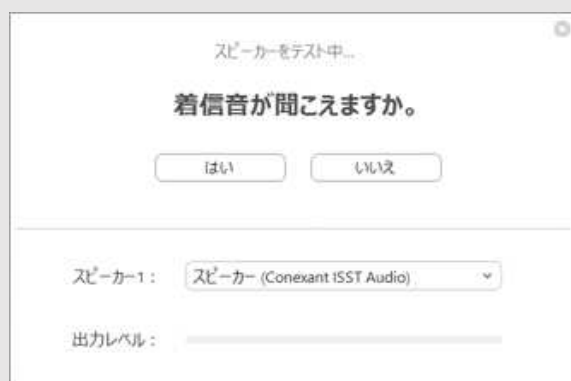 スピーカーをテスト中...
着信音が聞こえますか。
はい
いいえ
スピーカー1： スピーカー (Conexant ISST Audio)
出力レベル：